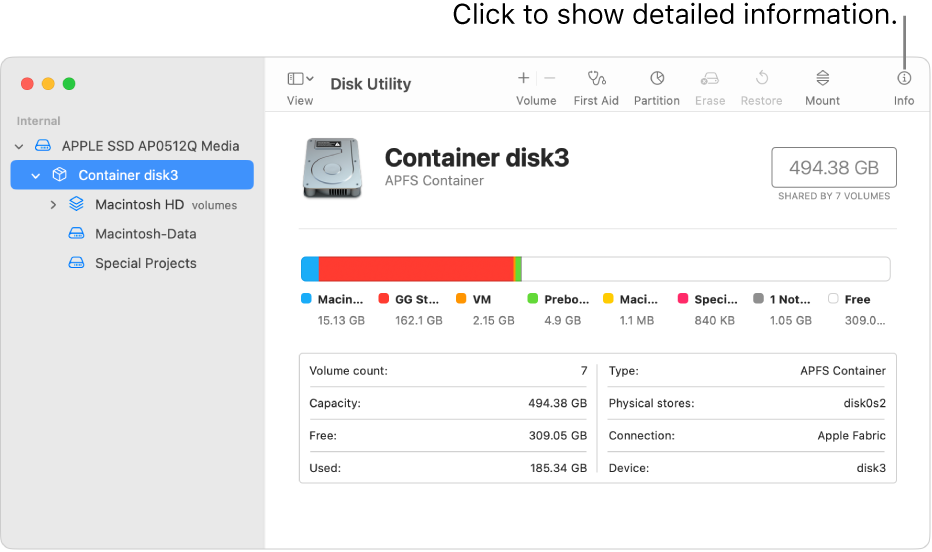 Click to show detailed information.
View
Disk Utility
Volume
First Aid
Partition
Erase
Restore
Mount
Info
Internal
APPLE SSD AP0512Q Media
Container disk3
Macintosh HD volumes
Macintosh-Data
Special Projects
Container disk3
APFS Container
494.38 GB
SHARED BY 7 VOLUMES
Macin...
15.13 GB
GG St...
162.1 GB
VM
2.15 GB
Prebo...
4.9 GB
Maci...
1.1 MB
Speci...
840 KB
1 Not...
1.05 GB
Free
309.0...
Volume count: 7
Capacity: 494.38 GB
Free: 309.05 GB
Used: 185.34 GB
Type: APFS Container
Physical stores: disk0s2
Connection: Apple Fabric
Device: disk3